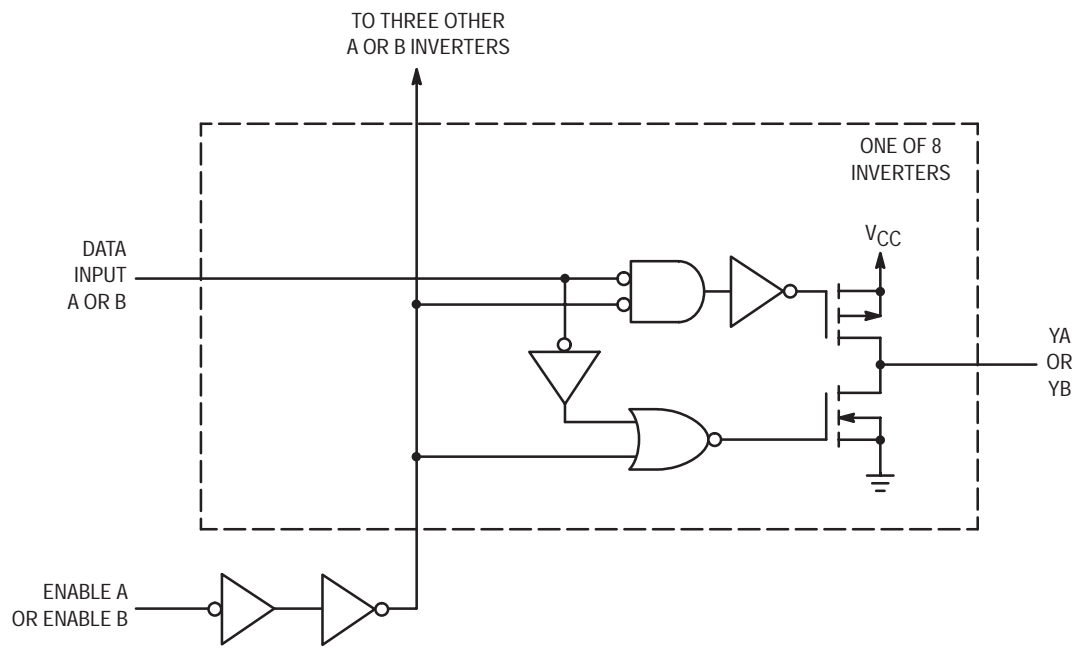 TO THREE OTHER
A OR B INVERTERS
ONE OF 8
INVERTERS
VCC
DATA
INPUT
A OR B
YA
OR
YB
ENABLE A
OR ENABLE B